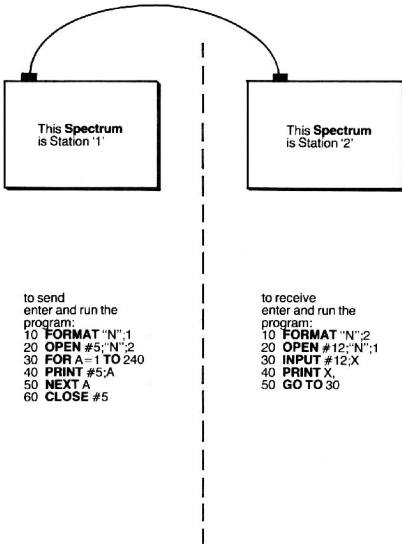 This Spectrum
is Station '1'
This Spectrum
is Station '2'
to send
enter and run the
program:
10 FORMAT "N";1
20 OPEN #5;"N";2
30 FOR A=1 TO 240
40 PRINT #5;A
50 NEXT A
60 CLOSE #5
to receive
enter and run the
program:
10 FORMAT "N";2
20 OPEN #12;"N";1
30 INPUT #12;X
40 PRINT X,
50 GO TO 30